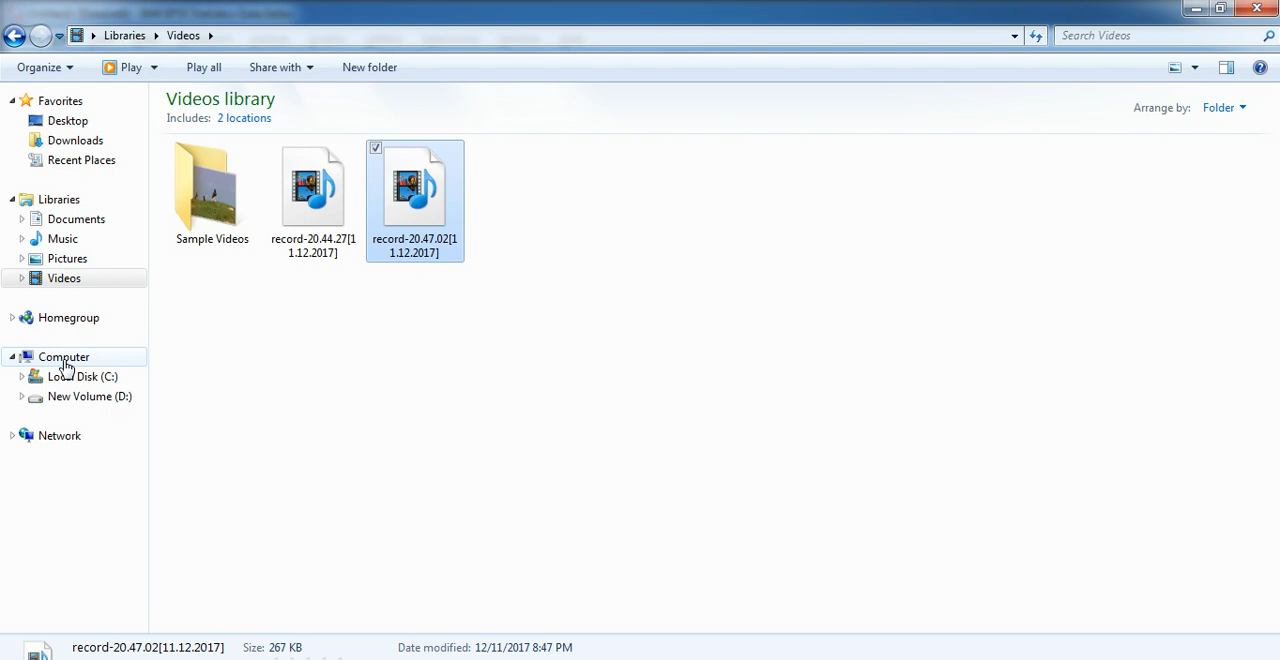 Libraries Videos
Search Videos
Organize Play Play all Share with New folder
Favorites
Desktop
Downloads
Recent Places
Libraries
Documents
Music
Pictures
Videos
Homegroup
Computer
Local Disk (C:)
New Volume (D:)
Network
Videos library
Includes: 2 locations
Arrange by: Folder
Sample Videos
record-20.44.27[1
1.12.2017]
record-20.47.02[1
1.12.2017]
record-20.47.02[11.12.2017] Size: 267 KB Date modified: 12/11/2017 8:47 PM